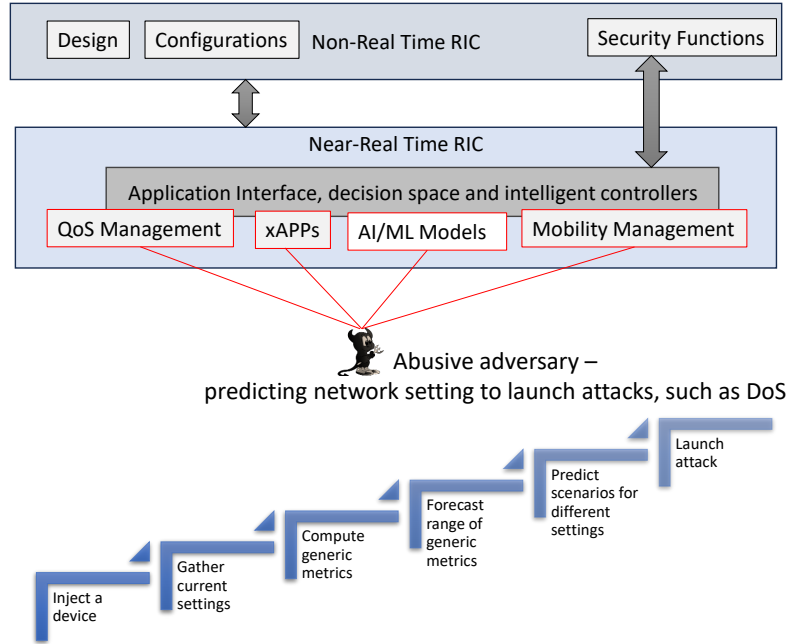 Design
Configurations
Non-Real Time RIC
Security Functions
Near-Real Time RIC
Application Interface, decision space and intelligent controllers
QoS Management
xAPPs
AI/ML Models
Mobility Management
Abusive adversary –
predicting network setting to launch attacks, such as DoS
Inject a
device
Gather
current
settings
Compute
generic
metrics
Forecast
range of
generic
metrics
Predict
scenarios for
different
settings
Launch
attack